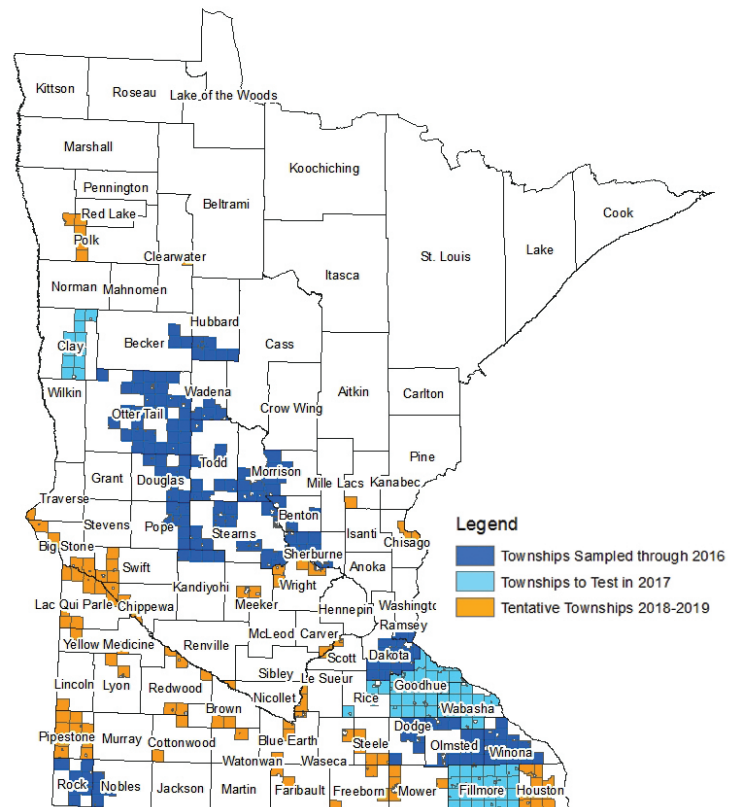 Kittson
Roseau
Lake of the Woods
Marshall
Koochiching
Pennington
Beltrami
Cook
Red Lake
Polk
Clearwater
St. Louis
Lake
Itasca
Norman
Mahnomen
Hubbard
Clay
Becker
Cass
Wilkin
Wadena
Aitkin
Carlton
Otter Tail
Crow Wing
Pine
Todd
Morrison
Grant
Douglas
Mille Lacs
Kanabec
Traverse
Benton
Legend
Stevens
Pope
Stearns
Isanti
Chisago
Big Stone
Sherburne
Townships Sampled through 2016
Swift
Anoka
Townships to Test in 2017
Kandiyohi
Wright
Lac Qui Parle
Chippewa
Meeker
Hennepin
Washingtc
Tentative Townships 2018-2019
Ramsey
McLeod
Carver
Yellow Medicine
Renville
Scott
Dakota
Sibley
Le Sueur
Lincoln
Lyon
Redwood
Nicollet
Rice
Goodhue
Brown
Wabasha
Dodge
Pipestone
Murray
Cottonwood
Blue Earth
Steele
Olmsted
Winona
Watonwan
Waseca
Rock
Nobles
Jackson
Martin
Faribault
Freeborn
Mower
Fillmore
Houston